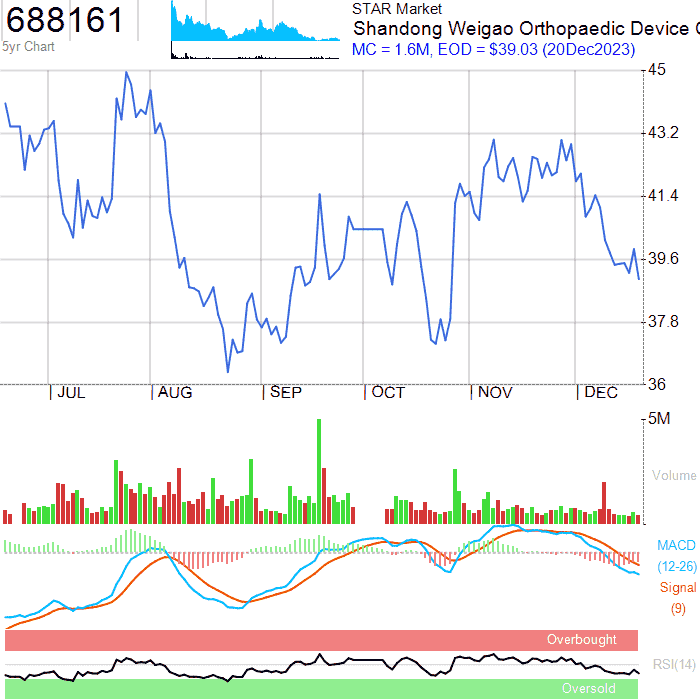 688161
5yr Chart
STAR Market
Shandong Weigao Orthopaedic Device
MC = 1.6M, EOD = $39.03 (20Dec2023)
45
43.2
41.4
39.6
37.8
36
JUL AUG SEP OCT NOV DEC
5M
Volume
MACD
(12-26)
Signal
(9)
Overbought
RSI(14)
Oversold